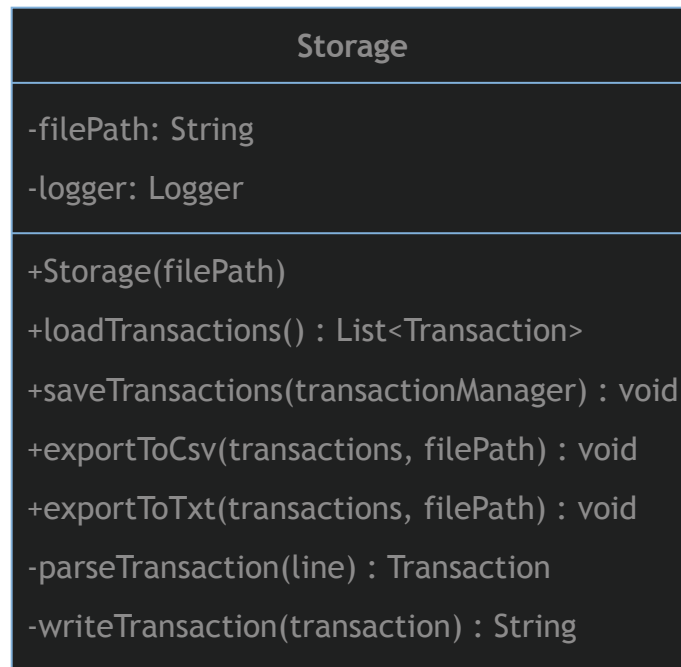 Storage
-filePath: String
-logger: Logger
+Storage(filePath)
+loadTransactions() : List<Transaction>
+saveTransactions(transactionManager) : void
+exportToCsv(transactions, filePath) : void
+exportToTxt(transactions, filePath) : void
-parseTransaction(line) : Transaction
-writeTransaction(transaction) : String